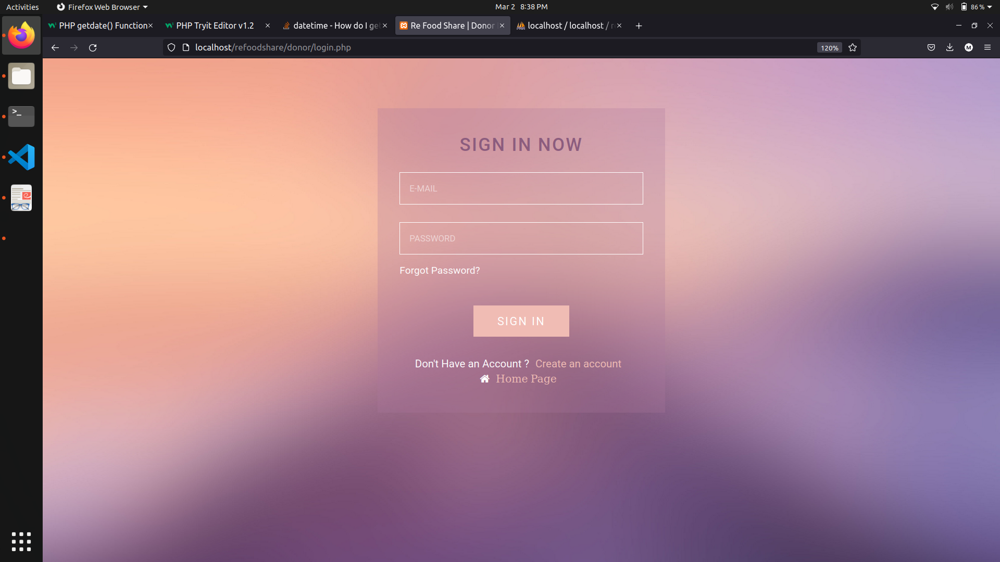 Activities
Firefox Web Browser
Mar 2 8:38 PM
86 %
PHP getdate() Function
PHP Tryit Editor v1.2
datetime - How do I ge
Re Food Share | Donor
localhost / localhost / r
localhost/refoodshare/donor/login.php
120%
M
>_
SIGN IN NOW
E-MAIL
PASSWORD
Forgot Password?
SIGN IN
Don't Have an Account ? Create an account
Home Page